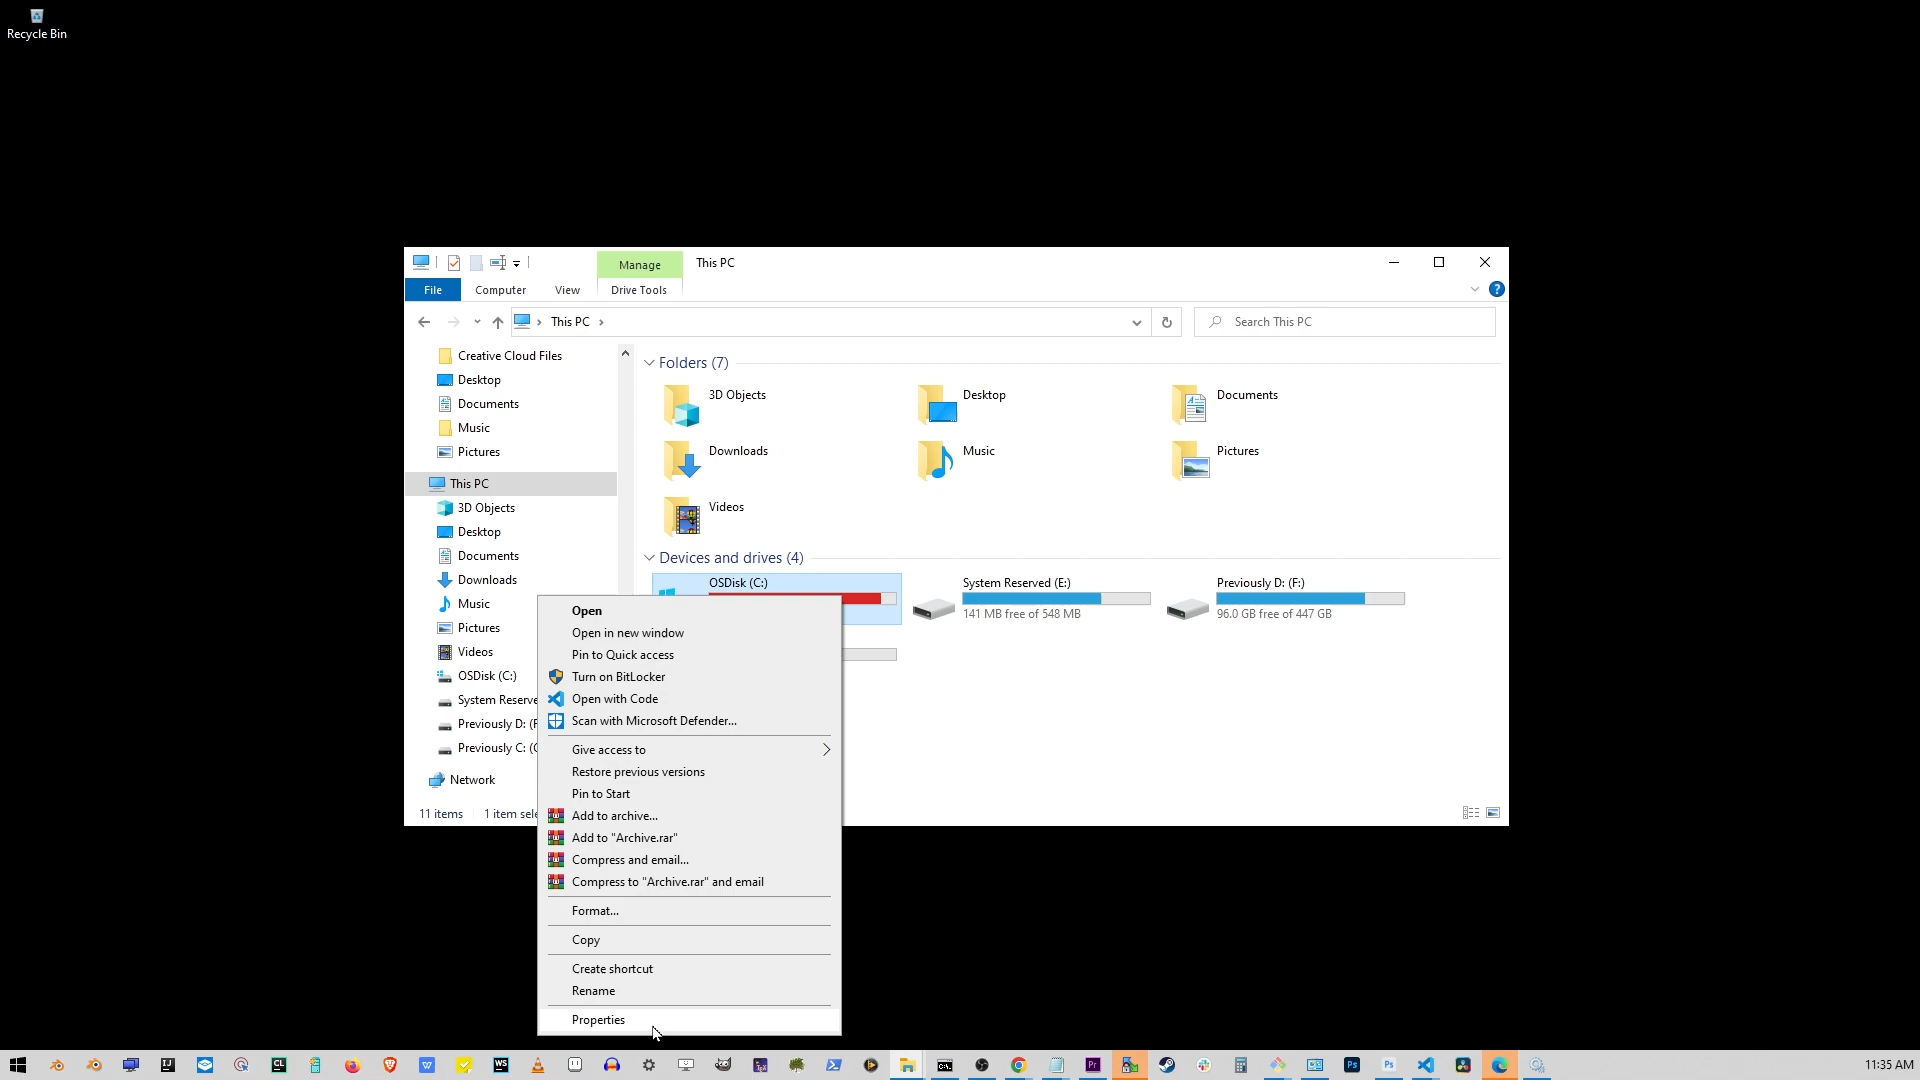 Recycle Bin
Manage
This PC
File
Computer
View
Drive Tools
This PC
Search This PC
Creative Cloud Files
Desktop
Documents
Music
Pictures
This PC
3D Objects
Desktop
Documents
Downloads
Music
Pictures
Videos
OSDisk (C:)
System Reserve
Previously D: (F
Previously C: (
Network
11 items
1 item sele
Folders (7)
3D Objects
Desktop
Documents
Downloads
Music
Pictures
Videos
Devices and drives (4)
OSDisk (C:)
System Reserved (E:)
141 MB free of 548 MB
Previously D: (F:)
96.0 GB free of 447 GB
Open
Open in new window
Pin to Quick access
Turn on BitLocker
Open with Code
Scan with Microsoft Defender...
Give access to
Restore previous versions
Pin to Start
Add to archive...
Add to "Archive.rar"
Compress and email...
Compress to "Archive.rar" and email
Format...
Copy
Create shortcut
Rename
Properties
11:35 AM